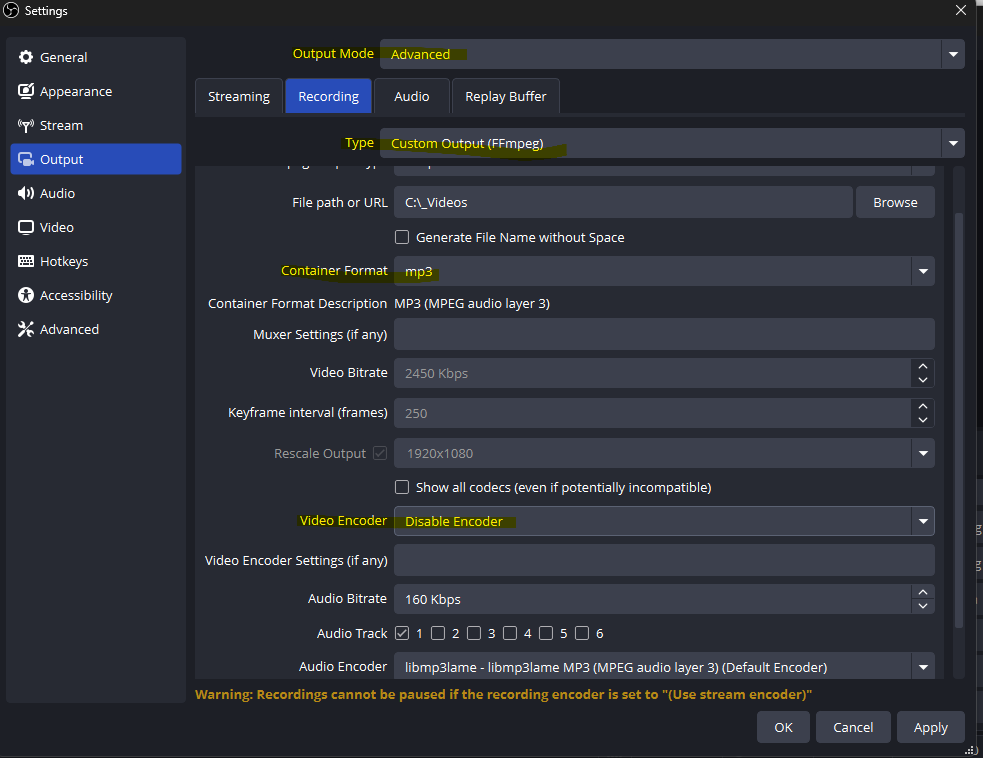 Settings
General
Appearance
Stream
Output
Audio
Video
Hotkeys
Accessibility
Advanced
Output Mode Advanced
Streaming Recording Audio Replay Buffer
Type Custom Output (FFmpeg)
File path or URL C:\_Videos Browse
Generate File Name without Space
Container Format mp3
Container Format Description MP3 (MPEG audio layer 3)
Muxer Settings (if any)
Video Bitrate 2450 Kbps
Keyframe interval (frames) 250
Rescale Output 1920x1080
Show all codecs (even if potentially incompatible)
Video Encoder Disable Encoder
Video Encoder Settings (if any)
Audio Bitrate 160 Kbps
Audio Track 1 2 3 4 5 6
Audio Encoder libmp3lame - libmp3lame MP3 (MPEG audio layer 3) (Default Encoder)
Warning: Recordings cannot be paused if the recording encoder is set to "(Use stream encoder)"
OK Cancel Apply